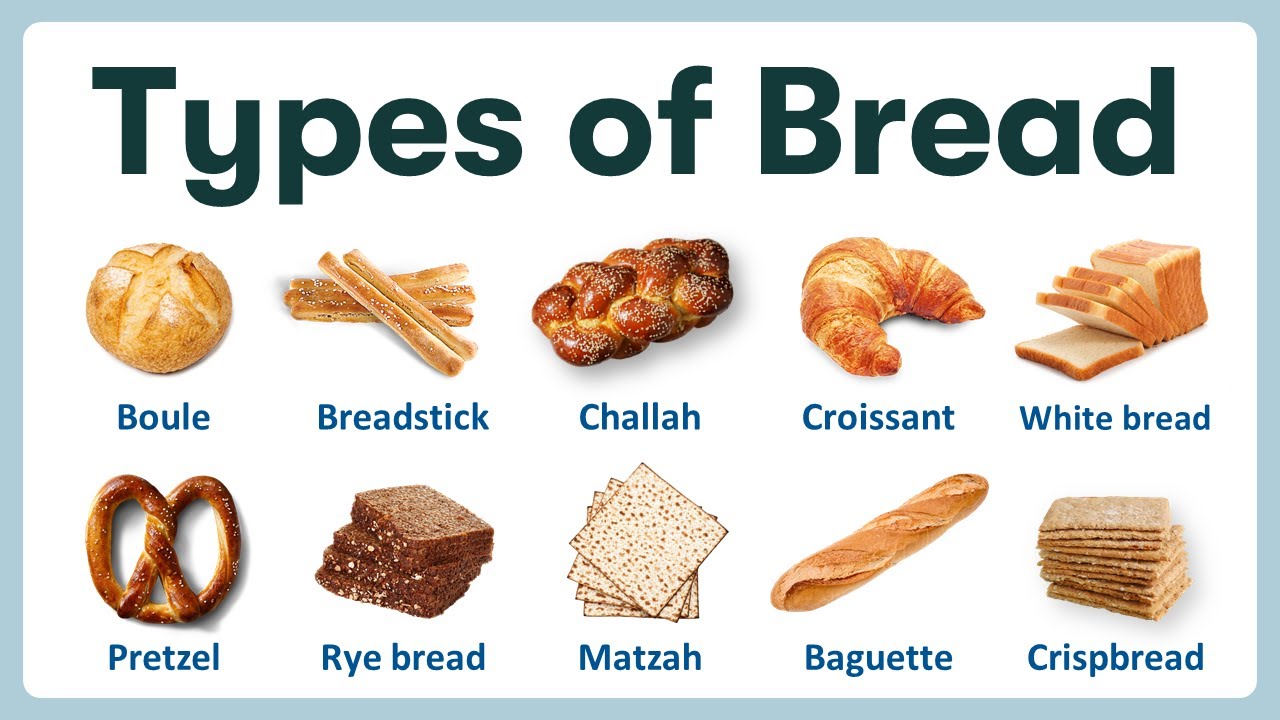 Types of Bread
Boule
Breadstick
Challah
Croissant
White bread
Pretzel
Rye bread
Matzah
Baguette
Crispbread